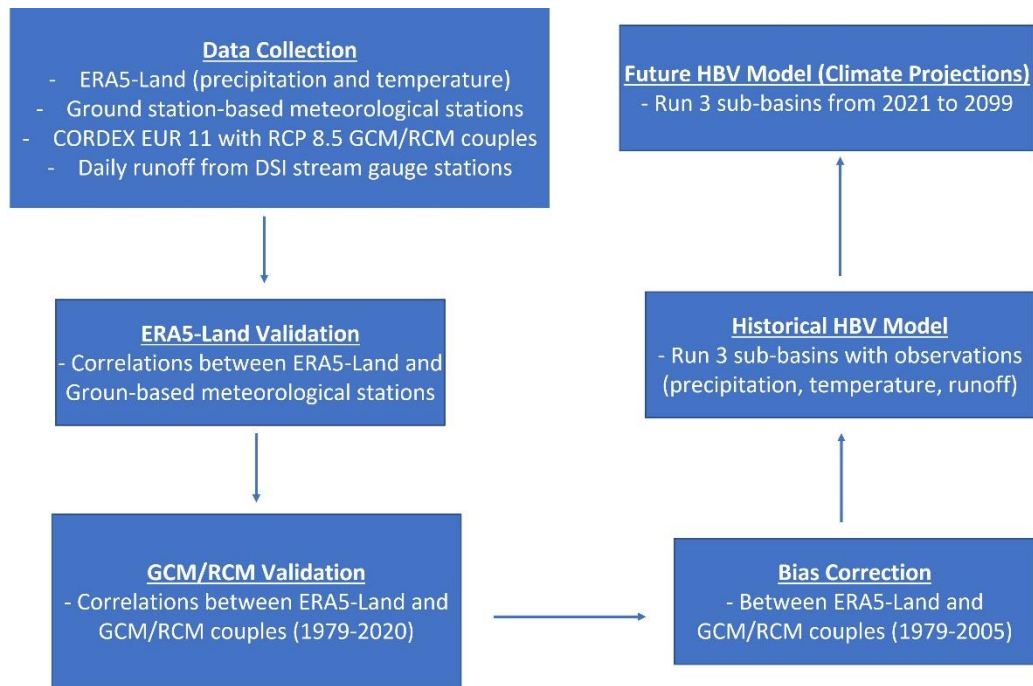 Data Collection
- ERA5-Land (precipitation and temperature)
- Ground station-based meteorological stations
- CORDEX EUR 11 with RCP 8.5 GCM/RCM couples
- Daily runoff from DSI stream gauge stations
ERA5-Land Validation
- Correlations between ERA5-Land and
Groun-based meteorological stations
GCM/RCM Validation
- Correlations between ERA5-Land and
GCM/RCM couples (1979-2020)
Bias Correction
- Between ERA5-Land and
GCM/RCM couples (1979-2005)
Historical HBV Model
- Run 3 sub-basins with observations
(precipitation, temperature, runoff)
Future HBV Model (Climate Projections)
- Run 3 sub-basins from 2021 to 2099